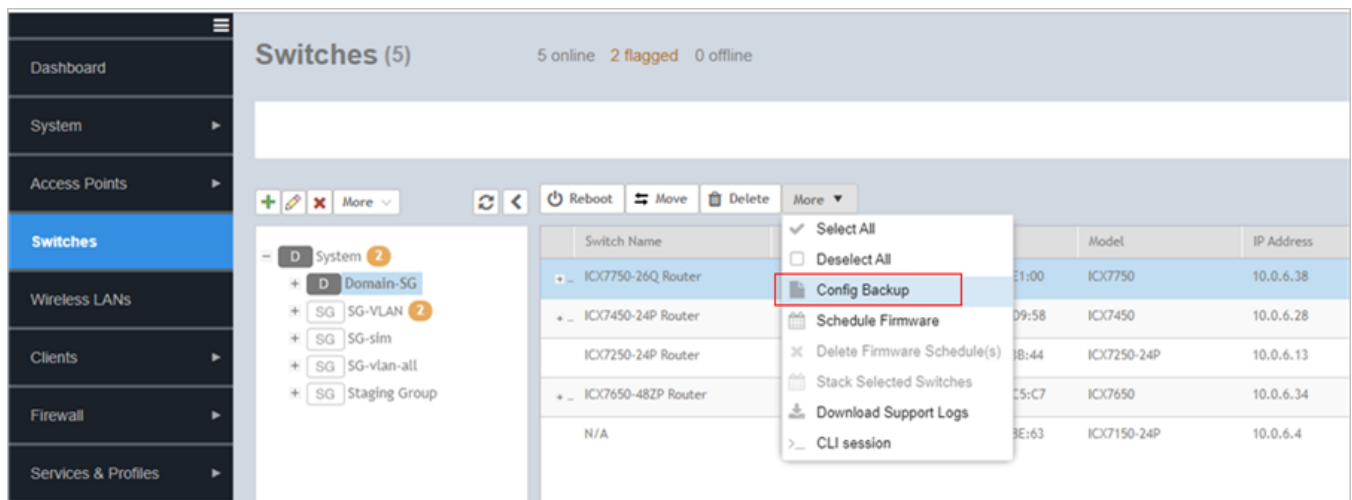 Dashboard
System
Access Points
Switches
Wireless LANs
Clients
Firewall
Services & Profiles
Switches (5)
5 online 2 flagged 0 offline
More
Reboot Move Delete More
D System 2
D Domain-SG
SG SG-VLAN 2
SG SG-sim
SG SG-vlan-all
SG Staging Group
Select All
Deselect All
Config Backup
Schedule Firmware
Delete Firmware Schedule(s)
Stack Selected Switches
Download Support Logs
CLI session
Switch Name Model IP Address
ICX7750-26Q Router E1:00 ICX7750 10.0.6.38
ICX7450-24P Router 09:58 ICX7450 10.0.6.28
ICX7250-24P Router 3B:44 ICX7250-24P 10.0.6.13
ICX7650-48ZP Router C5:C7 ICX7650 10.0.6.34
N/A BE:63 ICX7150-24P 10.0.6.4